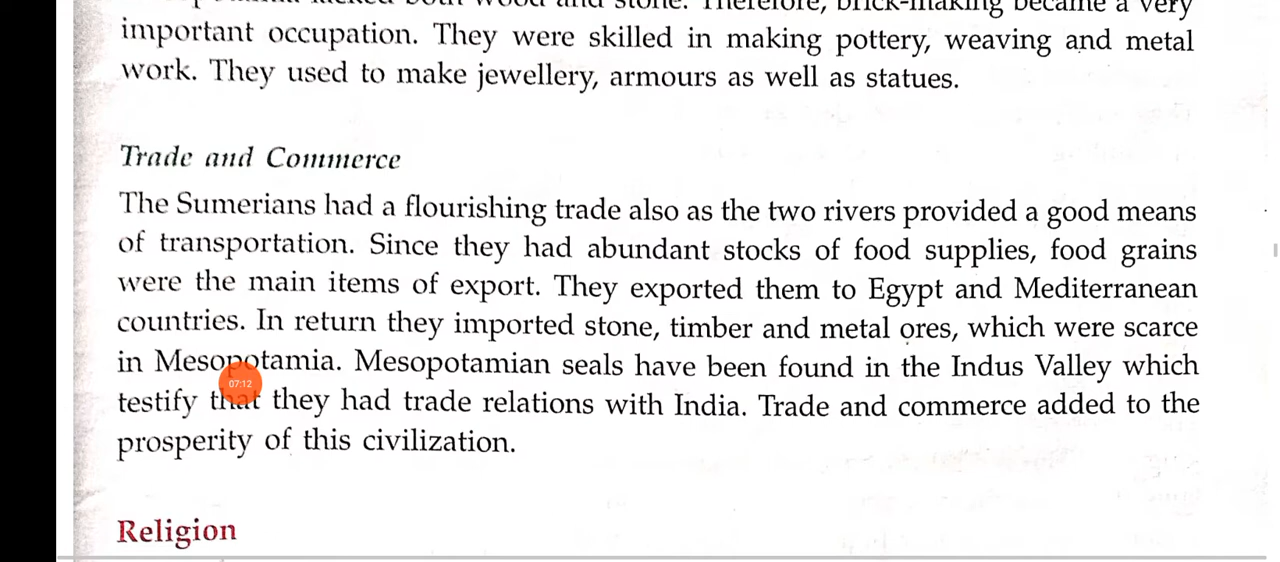 important occupation. They were skilled in making pottery, weaving and metal
work. They used to make jewellery, armours as well as statues.
Trade and Commerce
The Sumerians had a flourishing trade also as the two rivers provided a good means
of transportation. Since they had abundant stocks of food supplies, food grains
were the main items of export. They exported them to Egypt and Mediterranean
countries. In return they imported stone, timber and metal ores, which were scarce
in Mesopotamia. Mesopotamian seals have been found in the Indus Valley which
07:12
testify that they had trade relations with India. Trade and commerce added to the
prosperity of this civilization.
Religion